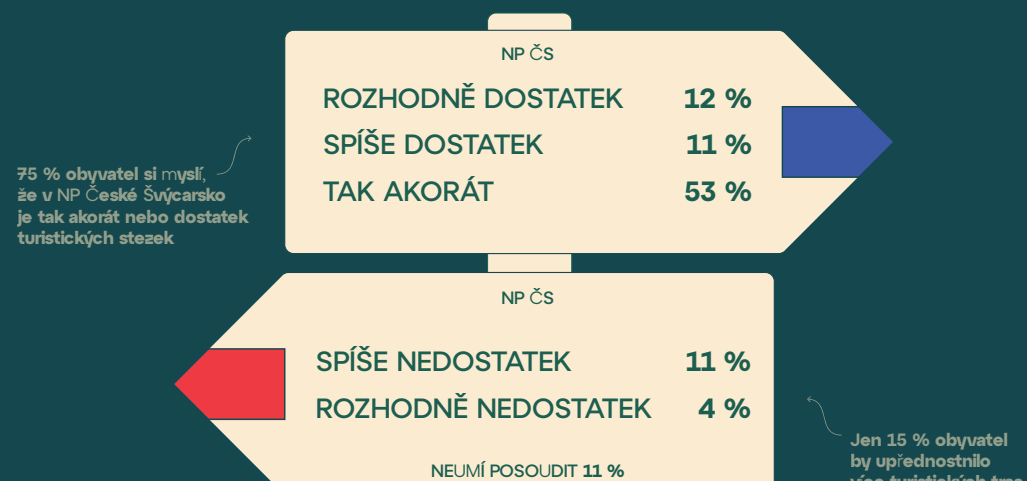 NP ČS
ROZHODNĚ DOSTATEK 12 %
SPÍŠE DOSTATEK 11 %
TAK AKORÁT 53 %
75 % obyvatel si myslí,
že v NP České Švýcarsko
je tak akorát nebo dostatek
turistických stezek
NP ČS
SPÍŠE NEDOSTATEK 11 %
ROZHODNĚ NEDOSTATEK 4 %
NEUMÍ POSOUDIT 11 %
Jen 15 % obyvatel
by upřednostnilo
více turistických